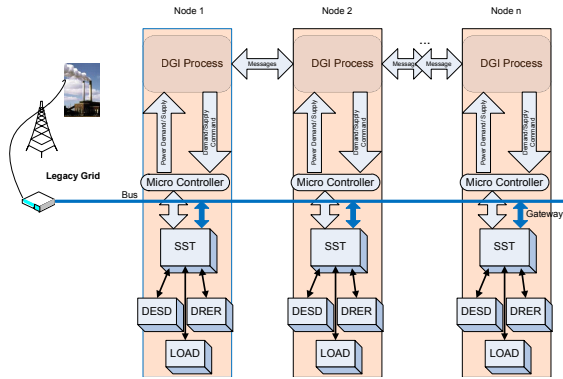 Node 1
Node 2
Node n
...
DGI Process
Messages
DGI Process
Messages
Messages
DGI Process
Power Demand/Supply
Demand/Supply
Command
Power Demand/Supply
Demand/Supply
Command
Power Demand/Supply
Demand/Supply
Command
Legacy Grid
Micro Controller
Micro Controller
Micro Controller
Bus
Gateway
SST
SST
SST
DESD
DRER
DESD
DRER
DESD
DRER
LOAD
LOAD
LOAD